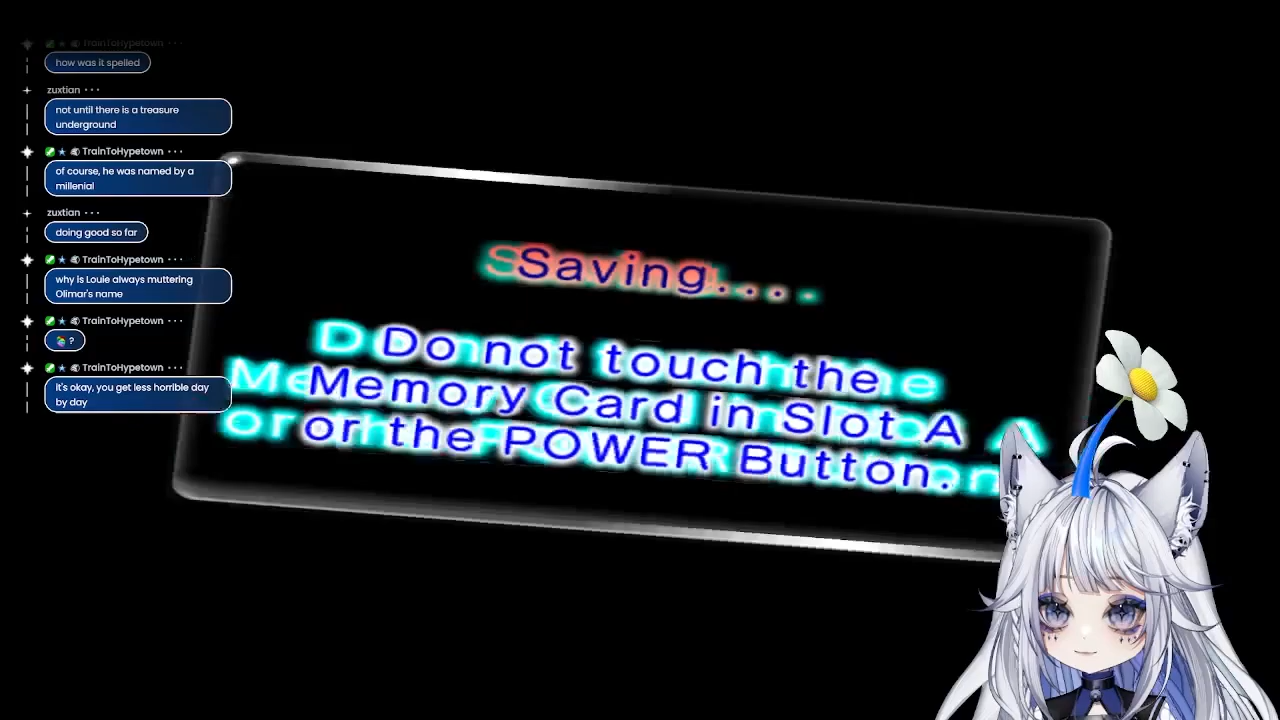 TrainToHypetown
how was it spelled
zuxtian
not until there is a treasure
underground
TrainToHypetown
of course, he was named by a
millenial
zuxtian
doing good so far
TrainToHypetown
why is Louie always muttering
Olimar's name
TrainToHypetown
?
TrainToHypetown
It's okay, you get less horrible day
by day
Saving....
Do not touch the
Memory Card in Slot A
or the POWER Button.